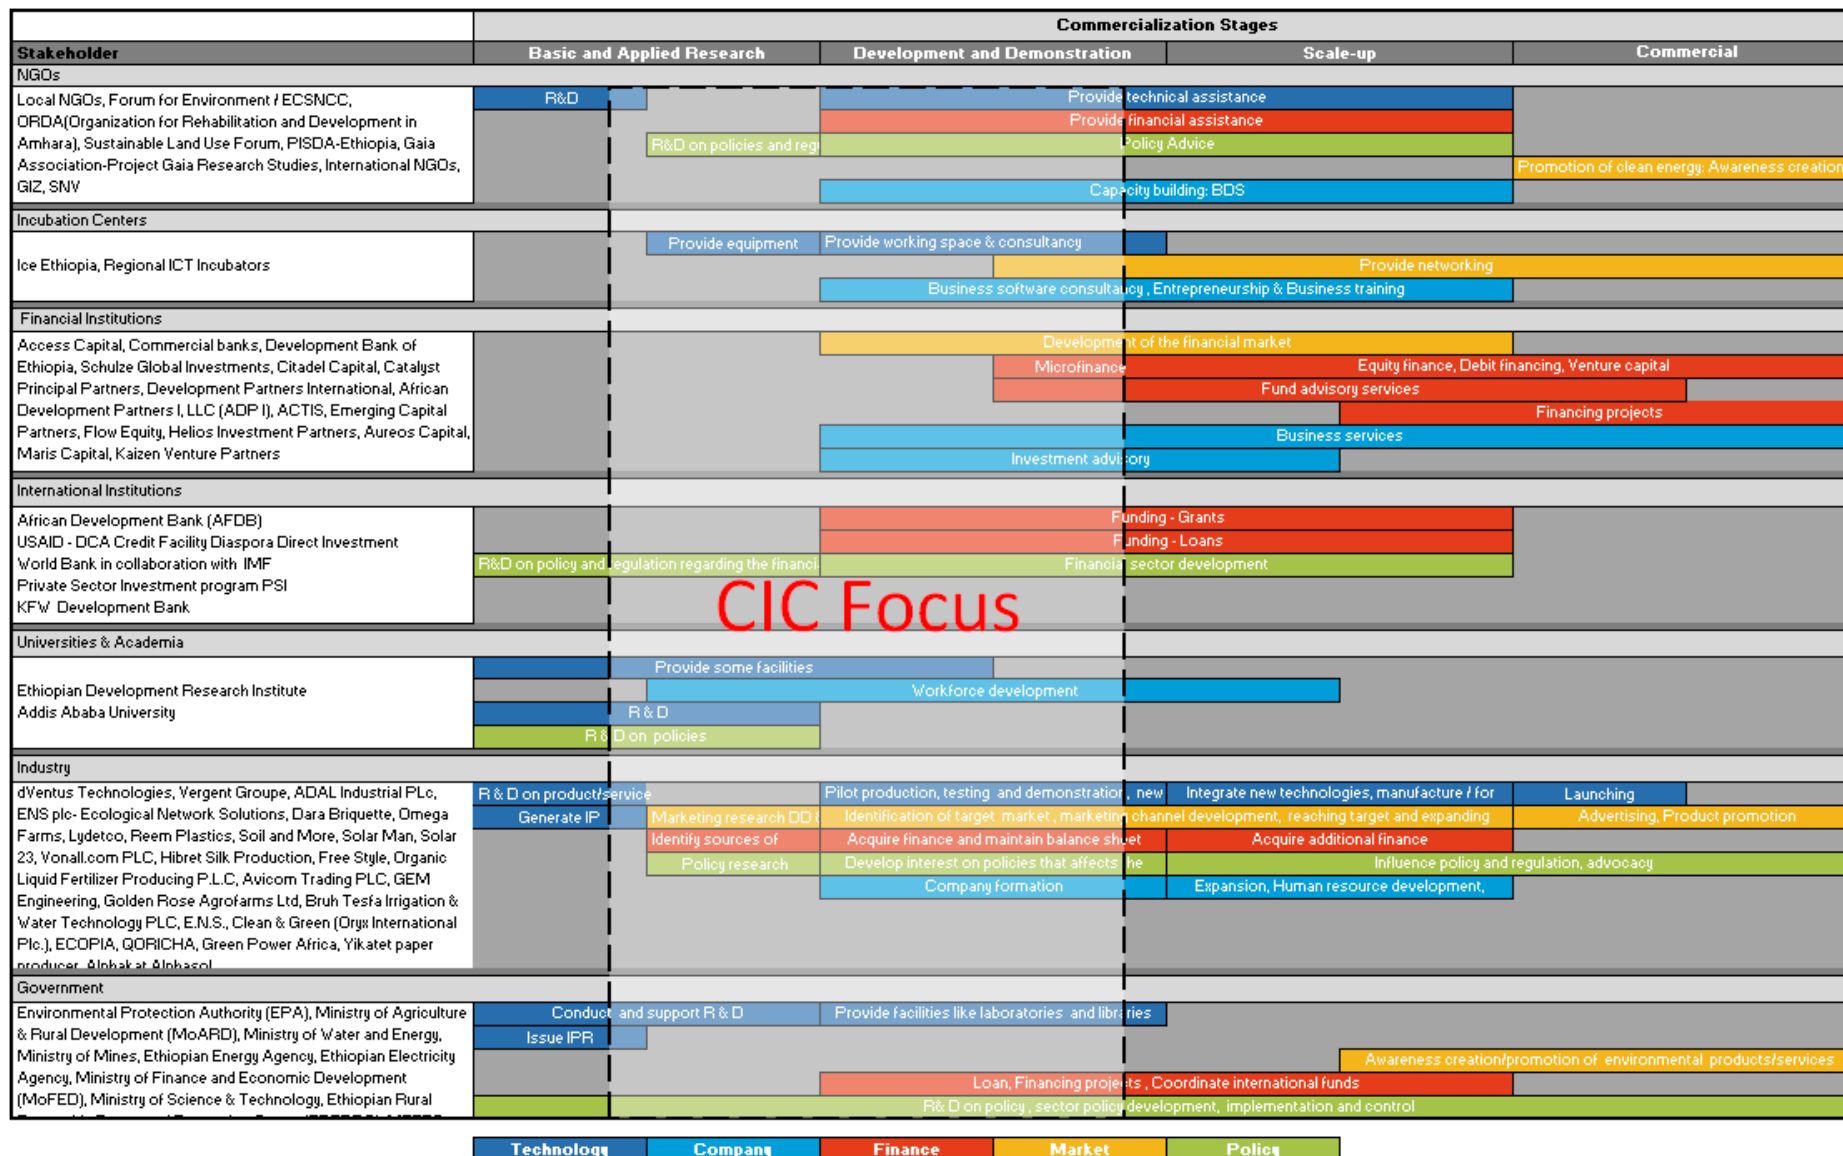 Commercialization Stages
Stakeholder Basic and Applied Research Development and Demonstration Scale-up Commercial
NGOs
Local NGOs, Forum for Environment / ECSNCC,
ORDA(Organization for Rehabilitation and Development in
Amhara), Sustainable Land Use Forum, PISDA-Ethiopia, Gaia
Association-Project Gaia Research Studies, International NGOs,
GIZ, SNV
R&D Provide technical assistance
Provide financial assistance
R&D on policies and regu Policy Advice
Promotion of clean energy: Awareness creation
Capacity building: BDS
Incubation Centers
Ice Ethiopia, Regional ICT Incubators
Provide equipment Provide working space & consultancy
Provide networking
Business software consultancy , Entrepreneurship & Business training
Financial Institutions
Access Capital, Commercial banks, Development Bank of
Ethiopia, Schulze Global Investments, Citadel Capital, Catalyst
Principal Partners, Development Partners International, African
Development Partners I, LLC (ADP I), ACTIS, Emerging Capital
Partners, Flow Equity, Helios Investment Partners, Aureos Capital,
Maris Capital, Kaizen Venture Partners
Development of the financial market
Microfinance Equity finance, Debit financing, Venture capital
Fund advisory services
Financing projects
Business services
Investment advisory
International Institutions
African Development Bank (AFDB)
USAID - DCA Credit Facility Diaspora Direct Investment
World Bank in collaboration with IMF
Private Sector Investment program PSI
KFW Development Bank
Funding - Grants
Funding - Loans
R&D on policy and regulation regarding the financi Financial sector development
CIC Focus
Universities & Academia
Ethiopian Development Research Institute
Addis Ababa University
Provide some facilities
Workforce development
R & D
R & D on policies
Industry
dVentus Technologies, Vergent Groupe, ADAL Industrial PLc,
ENS plc- Ecological Network Solutions, Dara Briquette, Omega
Farms, Lydetco, Reem Plastics, Soil and More, Solar Man, Solar
23, Vonall.com PLC, Hibret Silk Production, Free Style, Organic
Liquid Fertilizer Producing P.L.C, Avicom Trading PLC, GEM
Engineering, Golden Rose Agrofarms Ltd, Bruh Tesfa Irrigation &
Water Technology PLC, E.N.S., Clean & Green (Oryx International
Plc.), ECOPIA, QORICHA, Green Power Africa, Yikatet paper
producer, Alphakat Alphasol
R & D on product/service Pilot production, testing and demonstration, new Integrate new technologies, manufacture / for Launching
Generate IP Marketing research DD Identification of target market , marketing channel development, reaching target and expanding Advertising, Product promotion
Identify sources of Acquire finance and maintain balance sheet Acquire additional finance
Policy research Develop interest on policies that affects the Influence policy and regulation, advocacy
Company formation Expansion, Human resource development,
Government
Environmental Protection Authority (EPA), Ministry of Agriculture
& Rural Development (MoARD), Ministry of Water and Energy,
Ministry of Mines, Ethiopian Energy Agency, Ethiopian Electricity
Agency, Ministry of Finance and Economic Development
(MoFED), Ministry of Science & Technology, Ethiopian Rural
Conduct and support R & D Provide facilities like laboratories and libraries
Issue IPR
Awareness creation/promotion of environmental products/services
Loan, Financing projects , Coordinate international funds
R& D on policy , sector policy development, implementation and control
Technology Company Finance Market Policy